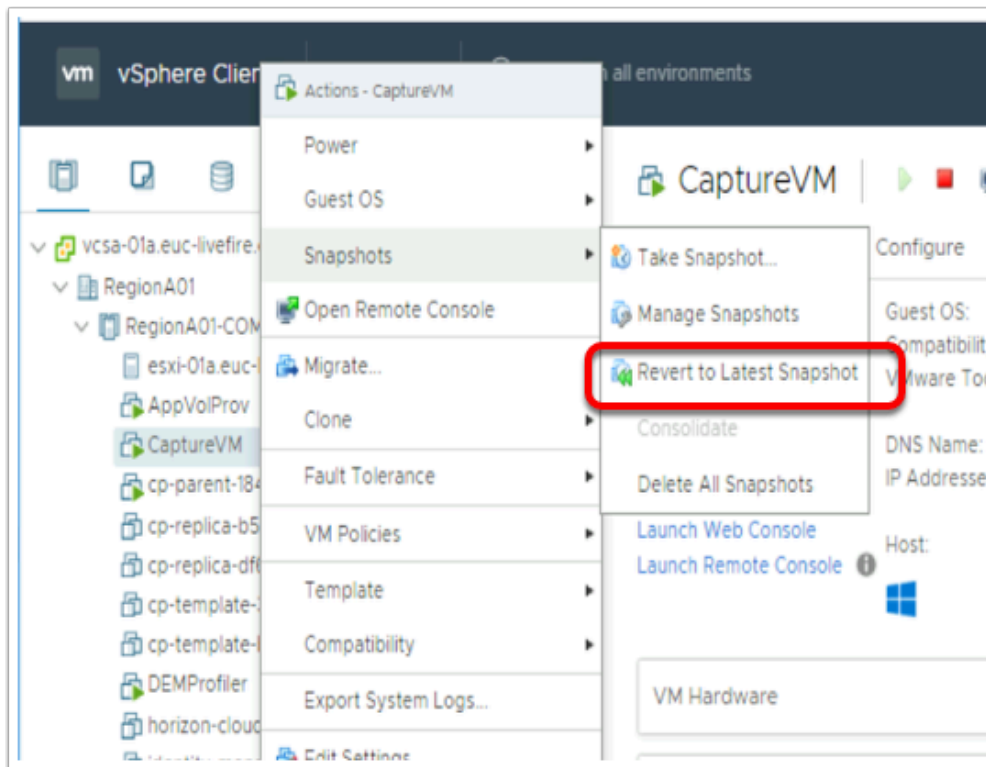 vm vSphere Clien
n all environments
Actions - CaptureVM
Power
Guest OS
Snapshots
Open Remote Console
Migrate...
Clone
Fault Tolerance
VM Policies
Template
Compatibility
Export System Logs...
Edit Settings
vcsa-01a.euc-livefire.
RegionA01
RegionA01-COM
esxi-01a.euc-l
AppVolProv
CaptureVM
cp-parent-184
cp-replica-b5
cp-replica-df6
cp-template-
cp-template-
DEMProfiler
horizon-cloud
CaptureVM
Take Snapshot...
Manage Snapshots
Revert to Latest Snapshot
Consolidate
Delete All Snapshots
Launch Web Console
Launch Remote Console
Configure
Guest OS:
Compatibilit
VMware Too
DNS Name:
IP Addresse
Host:
VM Hardware